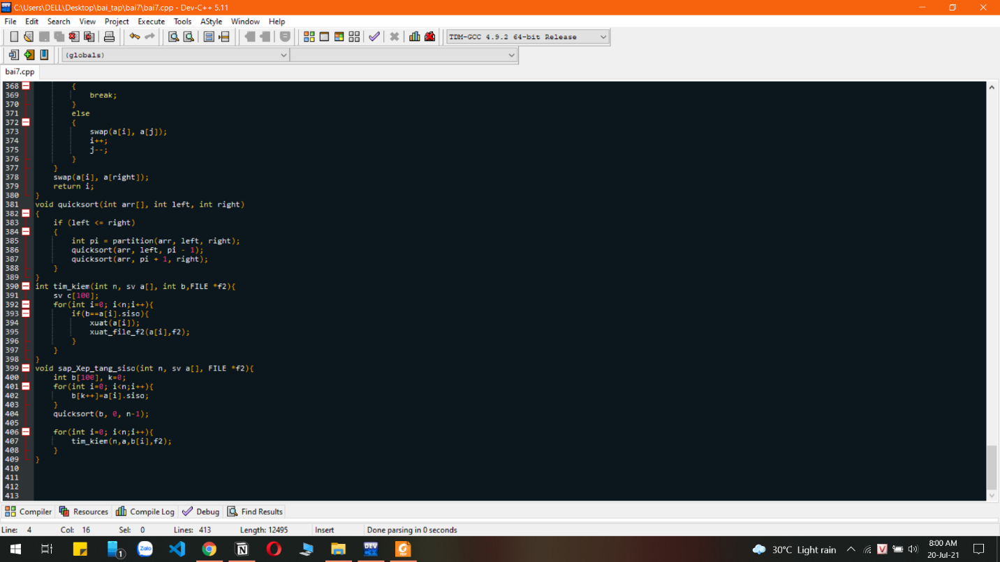 C:\Users\DELL\Desktop\bai_tap\bai7\bai7.cpp - Dev-C++ 5.11
File Edit Search View Project Execute Tools AStyle Window Help
TDM-GCC 4.9.2 64-bit Release
(globals)
bai7.cpp
368 {
369 break;
370 }
371 else
372 {
373 swap(a[i], a[j]);
374 i++;
375 j--;
376 }
377 }
378 swap(a[i], a[right]);
379 return i;
380 }
381 void quicksort(int arr[], int left, int right)
382 {
383 if (left <= right)
384 {
385 int pi = partition(arr, left, right);
386 quicksort(arr, left, pi - 1);
387 quicksort(arr, pi + 1, right);
388 }
389 }
390 int tim_kiem(int n, sv a[], int b,FILE *f2){
391 sv c[100];
392 for(int i=0; i<n;i++){
393 if(b==a[i].siso){
394 xuat(a[i]);
395 xuat_file_f2(a[i],f2);
396 }
397 }
398 }
399 void sap_Xep_tang_siso(int n, sv a[], FILE *f2){
400 int b[100], k=0;
401 for(int i=0; i<n;i++){
402 b[k++]=a[i].siso;
403 }
404 quicksort(b, 0, n-1);
405
406 for(int i=0; i<n;i++){
407 tim_kiem(n,a,b[i],f2);
408 }
409 }
410
411
412
413
Compiler Resources Compile Log Debug Find Results
Line: 4 Col: 16 Sel: 0 Lines: 413 Length: 12495 Insert Done parsing in 0 seconds
1 Zalo DEV PDF 30°C Light rain V 8:00 AM
20-Jul-21